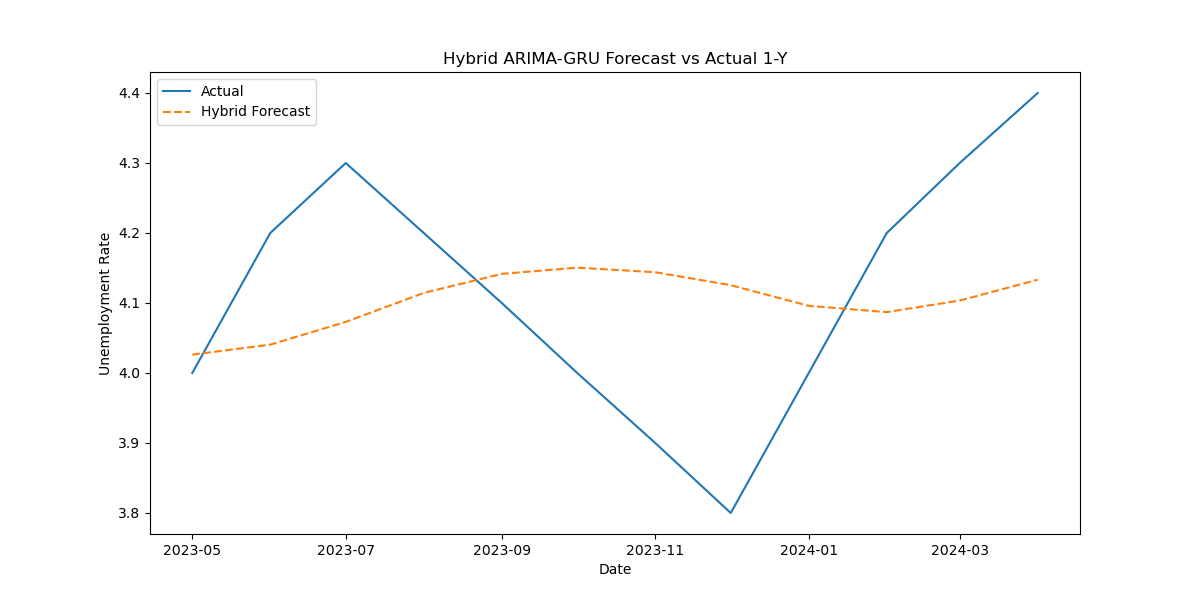 Hybrid ARIMA-GRU Forecast vs Actual 1-Y
Actual
Hybrid Forecast
4.4
4.3
4.2
4.1
4.0
3.9
3.8
Unemployment Rate
2023-05
2023-07
2023-09
2023-11
2024-01
2024-03
Date